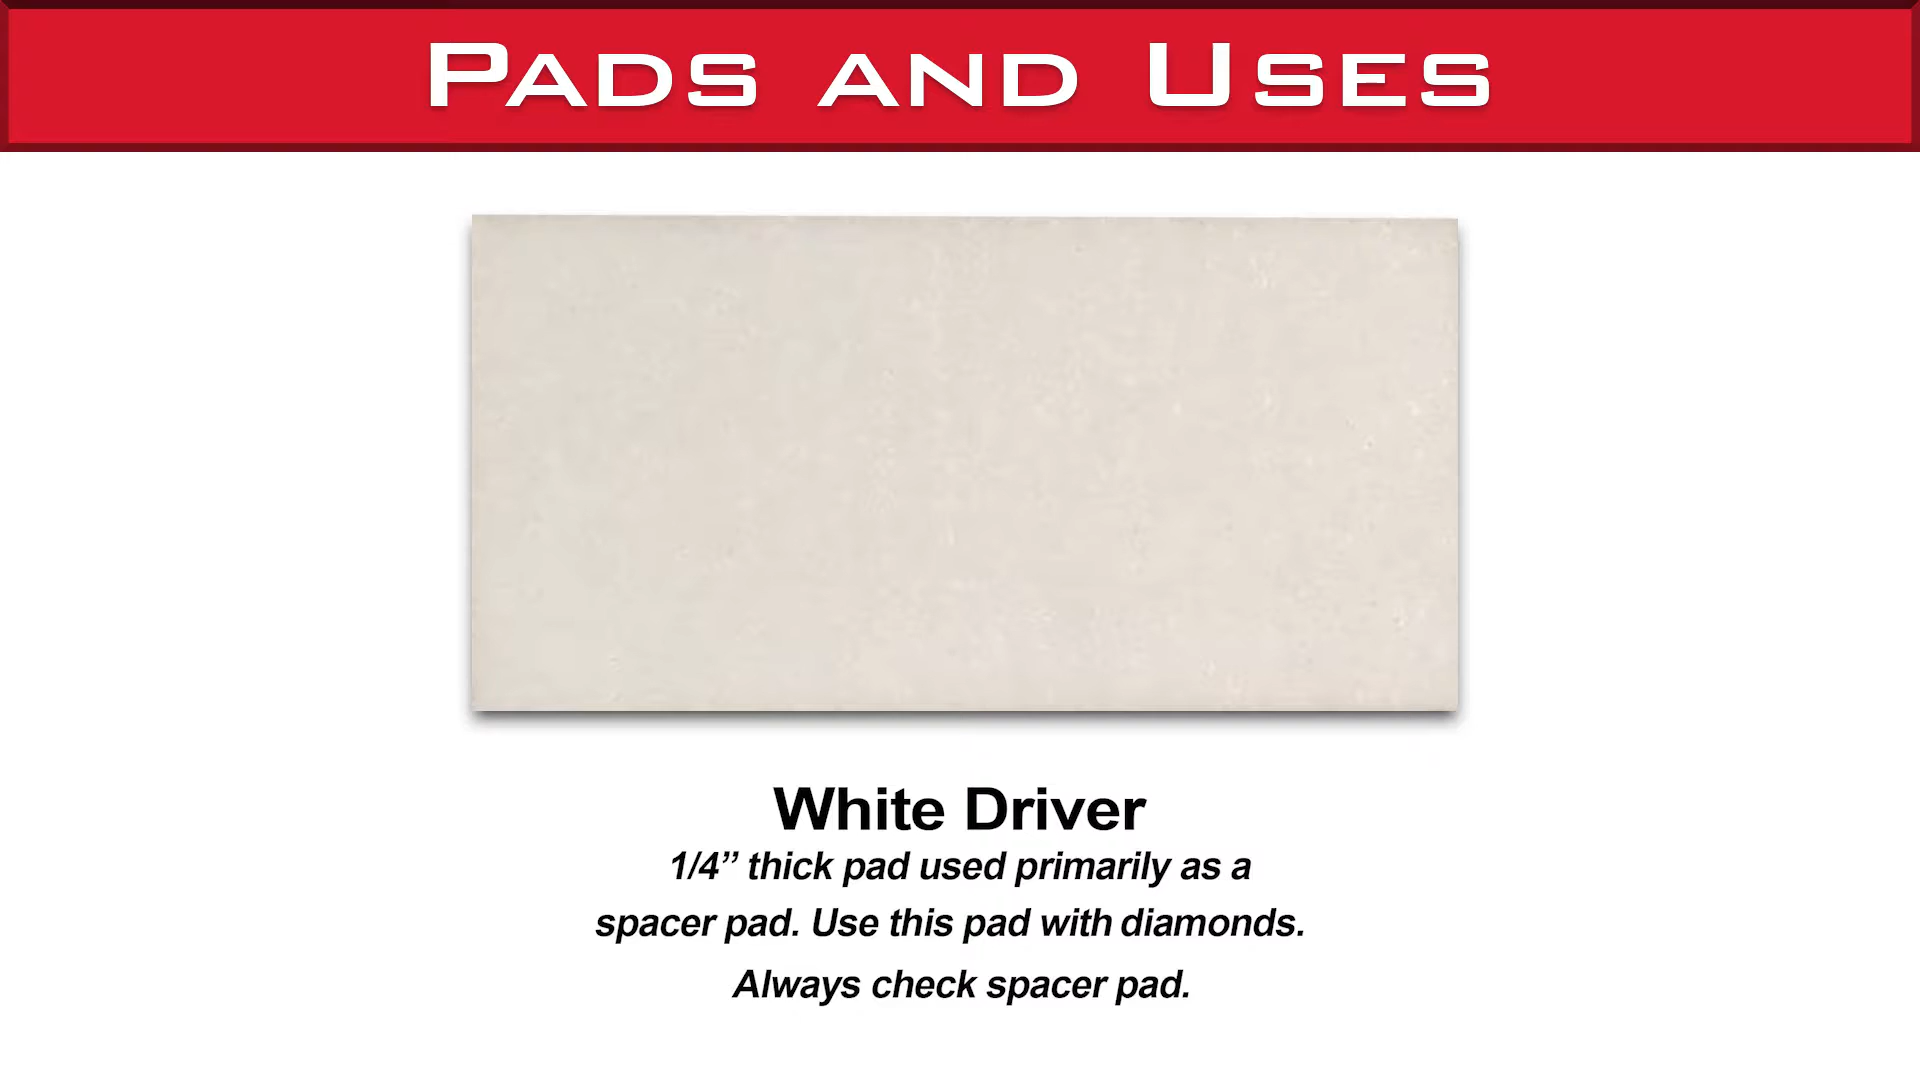 PADS AND USES
White Driver
1/4” thick pad used primarily as a
spacer pad. Use this pad with diamonds.
Always check spacer pad.